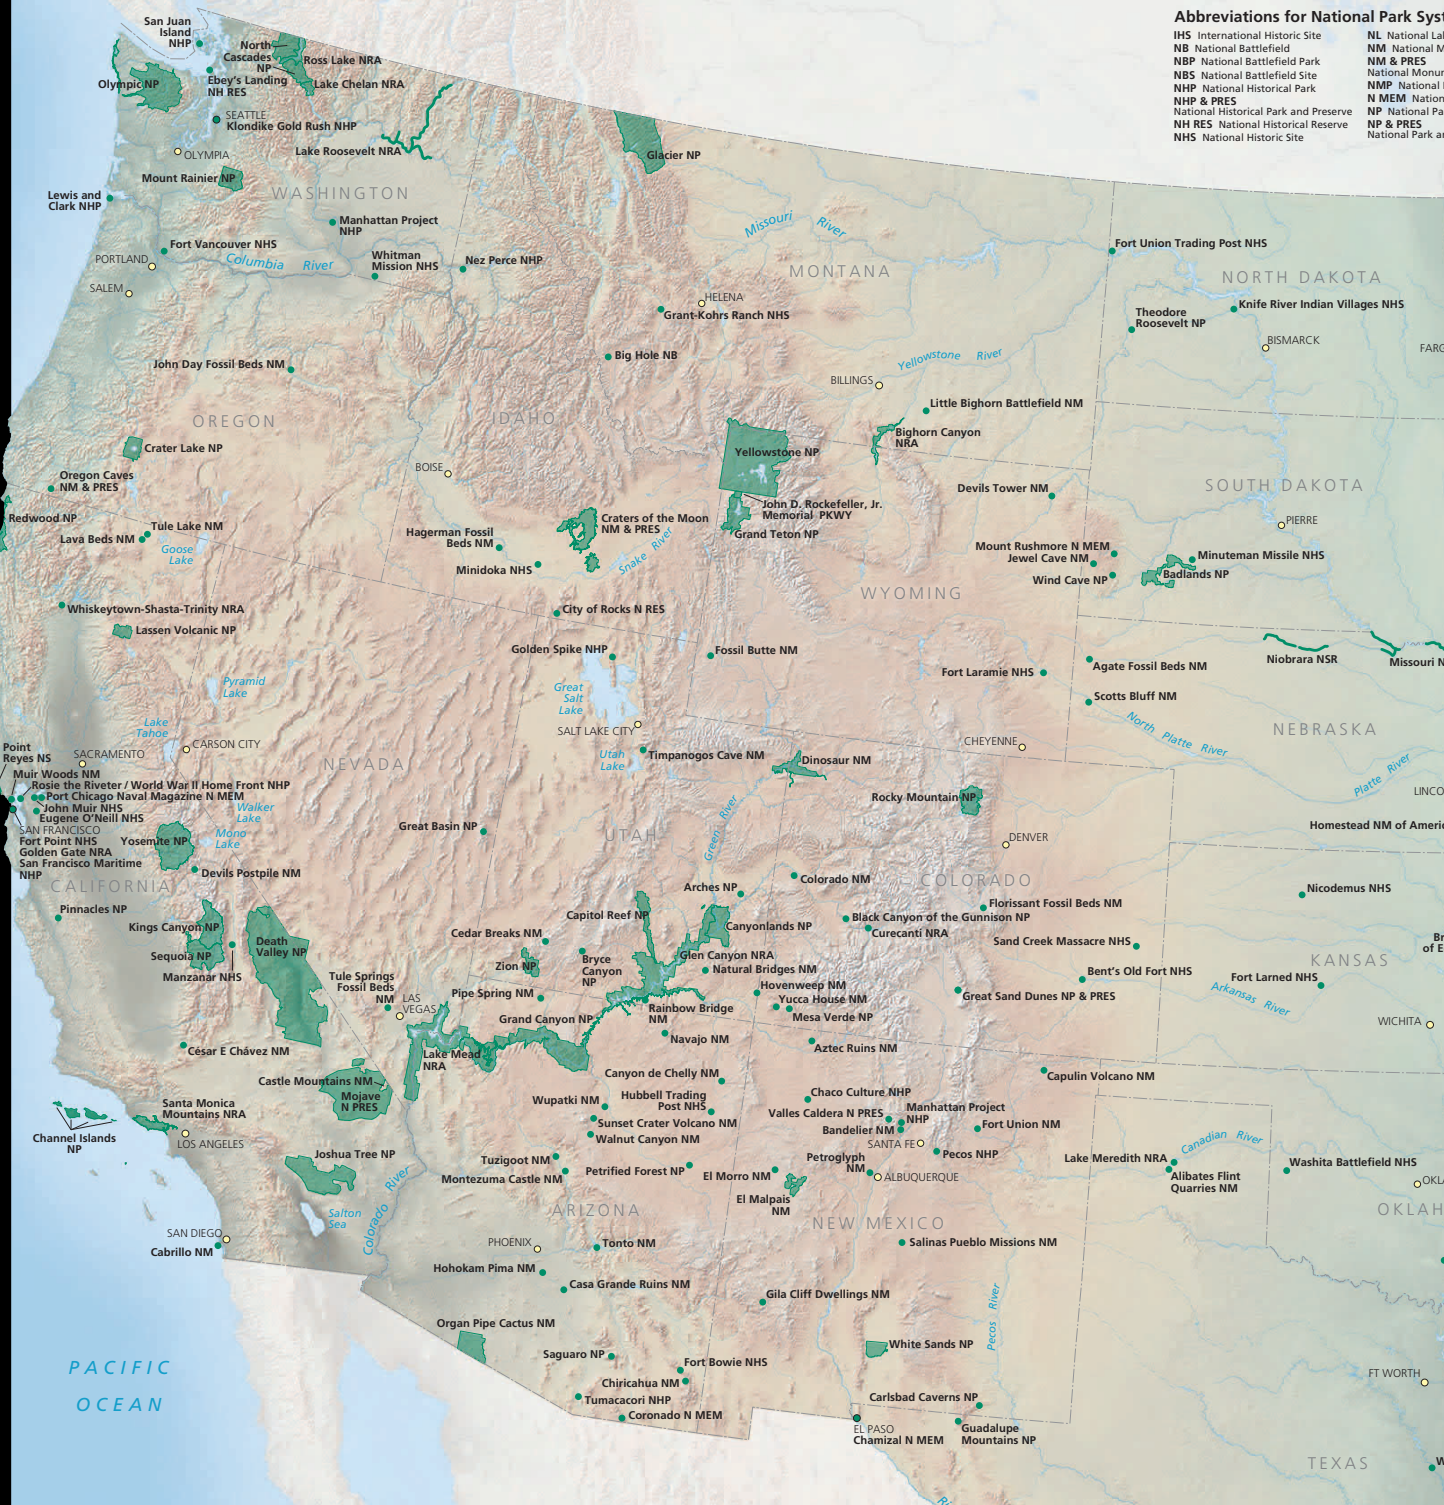 Abbreviations for National Park Syst
IHS International Historic Site
NB National Battlefield
NBP National Battlefield Park
NBS National Battlefield Site
NHP National Historical Park
NHP & PRES
National Historical Park and Preserve
NH RES National Historical Reserve
NHS National Historic Site
NL National Lak
NM National M
NM & PRES
National Monum
NMP National
N MEM Nation
NP National Pa
NP & PRES
National Park an
San Juan
Island
NHP
North
Cascades
NP
Ross Lake NRA
Olympic NP
Ebey's Landing
NH RES
Lake Chelan NRA
SEATTLE
Klondike Gold Rush NHP
OLYMPIA
Lake Roosevelt NRA
Glacier NP
Mount Rainier NP
WASHINGTON
Lewis and
Clark NHP
Manhattan Project
NHP
Missouri River
Fort Vancouver NHS
PORTLAND
Columbia River
Whitman
Mission NHS
Nez Perce NHP
MONTANA
Fort Union Trading Post NHS
NORTH DAKOTA
SALEM
HELENA
Grant-Kohrs Ranch NHS
Theodore
Roosevelt NP
Knife River Indian Villages NHS
BISMARCK
FARG
John Day Fossil Beds NM
Big Hole NB
Yellowstone River
BILLINGS
OREGON
IDAHO
Little Bighorn Battlefield NM
Bighorn Canyon
NRA
Crater Lake NP
Yellowstone NP
BOISE
Oregon Caves
NM & PRES
Devils Tower NM
SOUTH DAKOTA
John D. Rockefeller, Jr.
Memorial PKWY
Redwood NP
Tule Lake NM
Lava Beds NM
Goose
Lake
Hagerman Fossil
Beds NM
Craters of the Moon
NM & PRES
Grand Teton NP
PIERRE
Minidoka NHS
Snake River
Mount Rushmore N MEM
Jewel Cave NM
Wind Cave NP
Minuteman Missile NHS
Badlands NP
WYOMING
Whiskeytown-Shasta-Trinity NRA
City of Rocks N RES
Lassen Volcanic NP
Golden Spike NHP
Fossil Butte NM
Fort Laramie NHS
Agate Fossil Beds NM
Niobrara NSR
Missouri N
Pyramid
Lake
Great
Salt
Lake
Scotts Bluff NM
North Platte River
Lake
Tahoe
SALT LAKE CITY
NEBRASKA
Point
Reyes NS
SACRAMENTO
CARSON CITY
NEVADA
Utah
Lake
Timpanogos Cave NM
Dinosaur NM
CHEYENNE
Platte River
LINCO
Muir Woods NM
Rosie the Riveter / World War II Home Front NHP
Port Chicago Naval Magazine N MEM
John Muir NHS
Eugene O'Neill NHS
Walker
Lake
Rocky Mountain NP
SAN FRANCISCO
Fort Point NHS
Golden Gate NRA
San Francisco Maritime
NHP
Yosemite NP
Mono
Lake
Great Basin NP
UTAH
Green River
DENVER
Homestead NM of Americ
Devils Postpile NM
CALIFORNIA
Colorado NM
COLORADO
Arches NP
Nicodemus NHS
Pinnacles NP
Kings Canyon NP
Capitol Reef NP
Canyonlands NP
Florissant Fossil Beds NM
Black Canyon of the Gunnison NP
Curecanti NRA
Sand Creek Massacre NHS
Br
of E
Sequoia NP
Manzanar NHS
Death
Valley NP
Cedar Breaks NM
Zion NP
Bryce
Canyon
NP
Glen Canyon NRA
Natural Bridges NM
KANSAS
Tule Springs
Fossil Beds
NM
Pipe Spring NM
LAS
VEGAS
Hovenweep NM
Yucca House NM
Mesa Verde NP
Great Sand Dunes NP & PRES
Bent's Old Fort NHS
Fort Larned NHS
Arkansas River
WICHITA
Grand Canyon NP
Rainbow Bridge
NM
Navajo NM
Aztec Ruins NM
César E Chávez NM
Lake Mead
NRA
Castle Mountains NM
Mojave
N PRES
Canyon de Chelly NM
Capulin Volcano NM
Santa Monica
Mountains NRA
LOS ANGELES
Channel Islands
NP
Wupatki NM
Hubbell Trading
Post NHS
Sunset Crater Volcano NM
Walnut Canyon NM
Chaco Culture NHP
Valles Caldera N PRES
Manhattan Project
NHP
Bandelier NM
SANTA FE
Fort Union NM
Pecos NHP
Joshua Tree NP
Tuzigoot NM
Montezuma Castle NM
Petrified Forest NP
El Morro NM
Petroglyph
NM
ALBUQUERQUE
Canadian River
Lake Meredith NRA
Alibates Flint
Quarries NM
Washita Battlefield NHS
OKLA
El Malpais
NM
Colorado River
Salton
Sea
ARIZONA
NEW MEXICO
OKLAH
SAN DIEGO
Cabrillo NM
PHOENIX
Tonto NM
Salinas Pueblo Missions NM
Hohokam Pima NM
Casa Grande Ruins NM
Gila Cliff Dwellings NM
Pecos River
Organ Pipe Cactus NM
White Sands NP
Saguaro NP
Fort Bowie NHS
Chiricahua NM
Tumacacori NHP
Coronado N MEM
PACIFIC
OCEAN
Carlsbad Caverns NP
EL PASO
Chamizal N MEM
Guadalupe
Mountains NP
FT WORTH
TEXAS
W
Ri